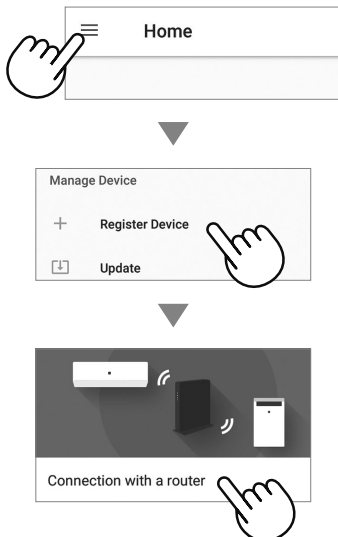 Home
Manage Device
Register Device
Update
Connection with a router